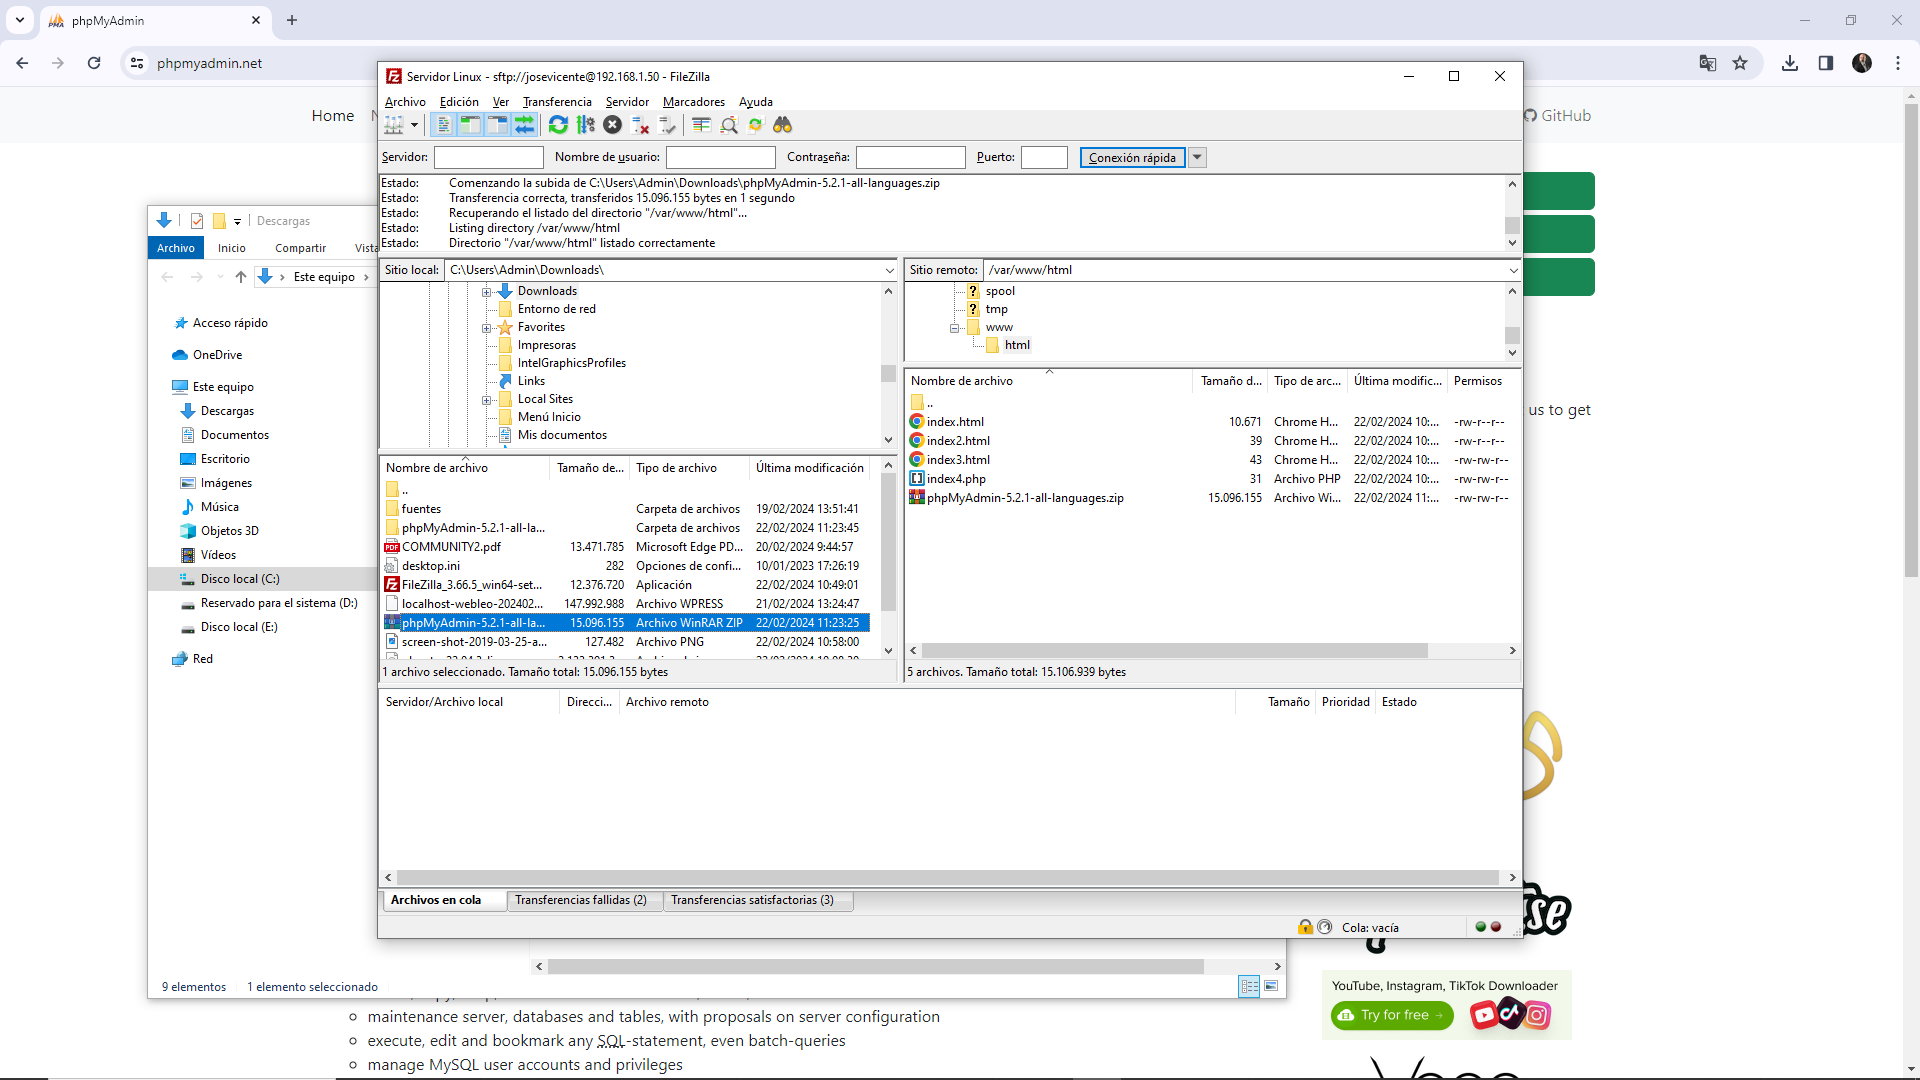 phpMyAdmin
phpmyadmin.net
Home
GitHub
Servidor Linux - sftp://josevicente@192.168.1.50 - FileZilla
Archivo Edición Ver Transferencia Servidor Marcadores Ayuda
Servidor: Nombre de usuario: Contraseña: Puerto: Conexión rápida
Estado: Comenzando la subida de C:\Users\Admin\Downloads\phpMyAdmin-5.2.1-all-languages.zip
Estado: Transferencia correcta, transferidos 15.096.155 bytes en 1 segundo
Estado: Recuperando el listado del directorio "/var/www/html"...
Estado: Listing directory /var/www/html
Estado: Directorio "/var/www/html" listado correctamente
Sitio local: C:\Users\Admin\Downloads\
Downloads
Entorno de red
Favorites
Impresoras
IntelGraphicsProfiles
Links
Local Sites
Menú Inicio
Mis documentos
Nombre de archivo Tamaño de... Tipo de archivo Última modificación
..
fuentes Carpeta de archivos 19/02/2024 13:51:41
phpMyAdmin-5.2.1-all-la... Carpeta de archivos 22/02/2024 11:23:45
COMMUNITY2.pdf 13.471.785 Microsoft Edge PD... 20/02/2024 9:44:57
desktop.ini 282 Opciones de confi... 10/01/2023 17:26:19
FileZilla_3.66.5_win64-set... 12.376.720 Aplicación 22/02/2024 10:49:01
localhost-webleo-202402... 147.992.988 Archivo WPRESS 21/02/2024 13:24:47
phpMyAdmin-5.2.1-all-la... 15.096.155 Archivo WinRAR ZIP 22/02/2024 11:23:25
screen-shot-2019-03-25-a... 127.482 Archivo PNG 22/02/2024 10:58:00
1 archivo seleccionado. Tamaño total: 15.096.155 bytes
Sitio remoto: /var/www/html
spool
tmp
www
html
Nombre de archivo Tamaño d... Tipo de arc... Última modific... Permisos
..
index.html 10.671 Chrome H... 22/02/2024 10:... -rw-r--r--
index2.html 39 Chrome H... 22/02/2024 10:... -rw-rw-r--
index3.html 43 Chrome H... 22/02/2024 10:... -rw-rw-r--
index4.php 31 Archivo PHP 22/02/2024 10:... -rw-rw-r--
phpMyAdmin-5.2.1-all-languages.zip 15.096.155 Archivo Wi... 22/02/2024 11:... -rw-rw-r--
5 archivos. Tamaño total: 15.106.939 bytes
Servidor/Archivo local Direcci... Archivo remoto Tamaño Prioridad Estado
Archivos en cola Transferencias fallidas (2) Transferencias satisfactorias (3)
Cola: vacía
Descargas
Archivo Inicio Compartir Vista
Este equipo
Acceso rápido
OneDrive
Este equipo
Descargas
Documentos
Escritorio
Imágenes
Música
Objetos 3D
Vídeos
Disco local (C:)
Reservado para el sistema (D:)
Disco local (E:)
Red
9 elementos 1 elemento seleccionado
us to get
maintenance server, databases and tables, with proposals on server configuration
execute, edit and bookmark any SQL-statement, even batch-queries
manage MySQL user accounts and privileges
YouTube, Instagram, TikTok Downloader
Try for free →